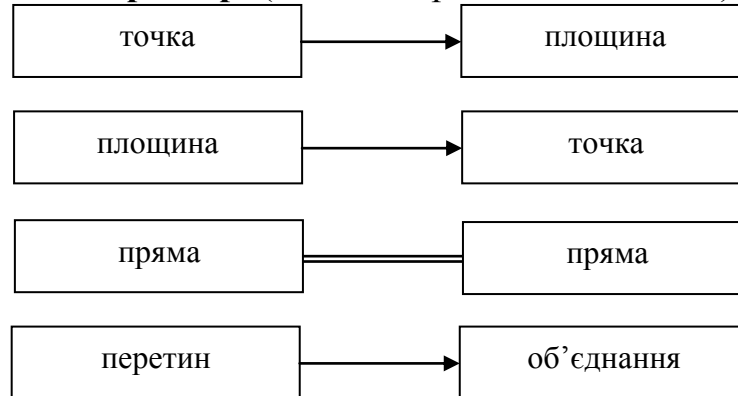 точка площина
площина точка
пряма пряма
перетин об’єднання